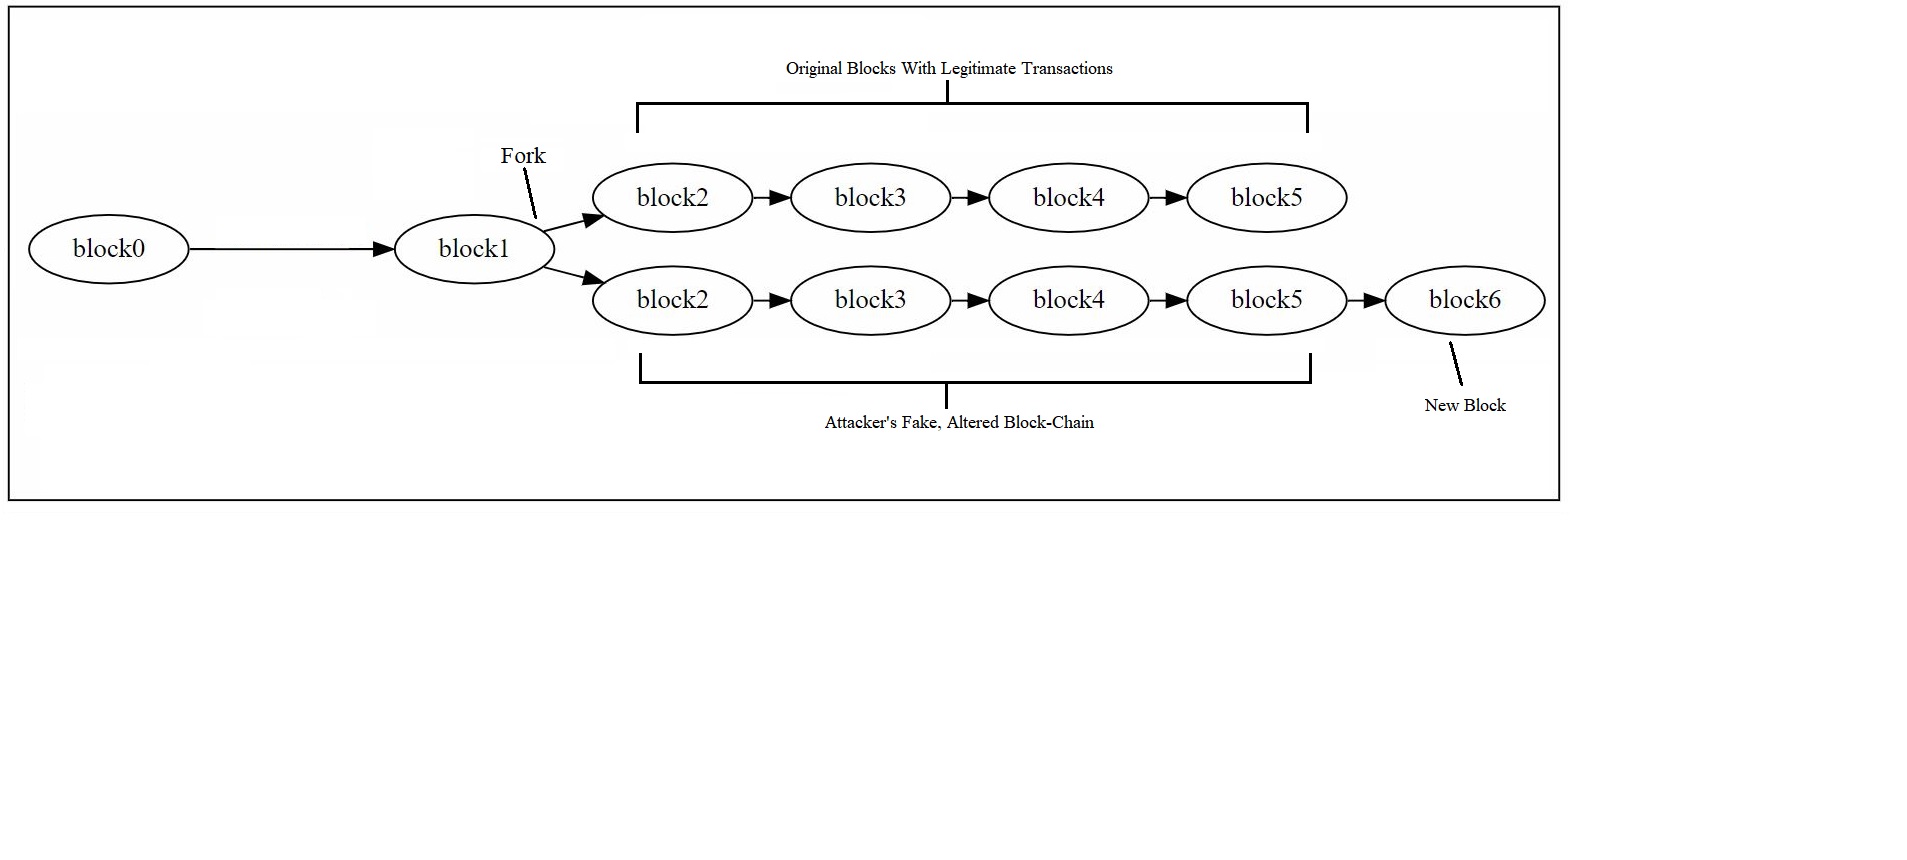 Original Blocks With Legitimate Transactions
Fork
block2
block3
block4
block5
block0
block1
block2
block3
block4
block5
block6
New Block
Attacker's Fake, Altered Block-Chain